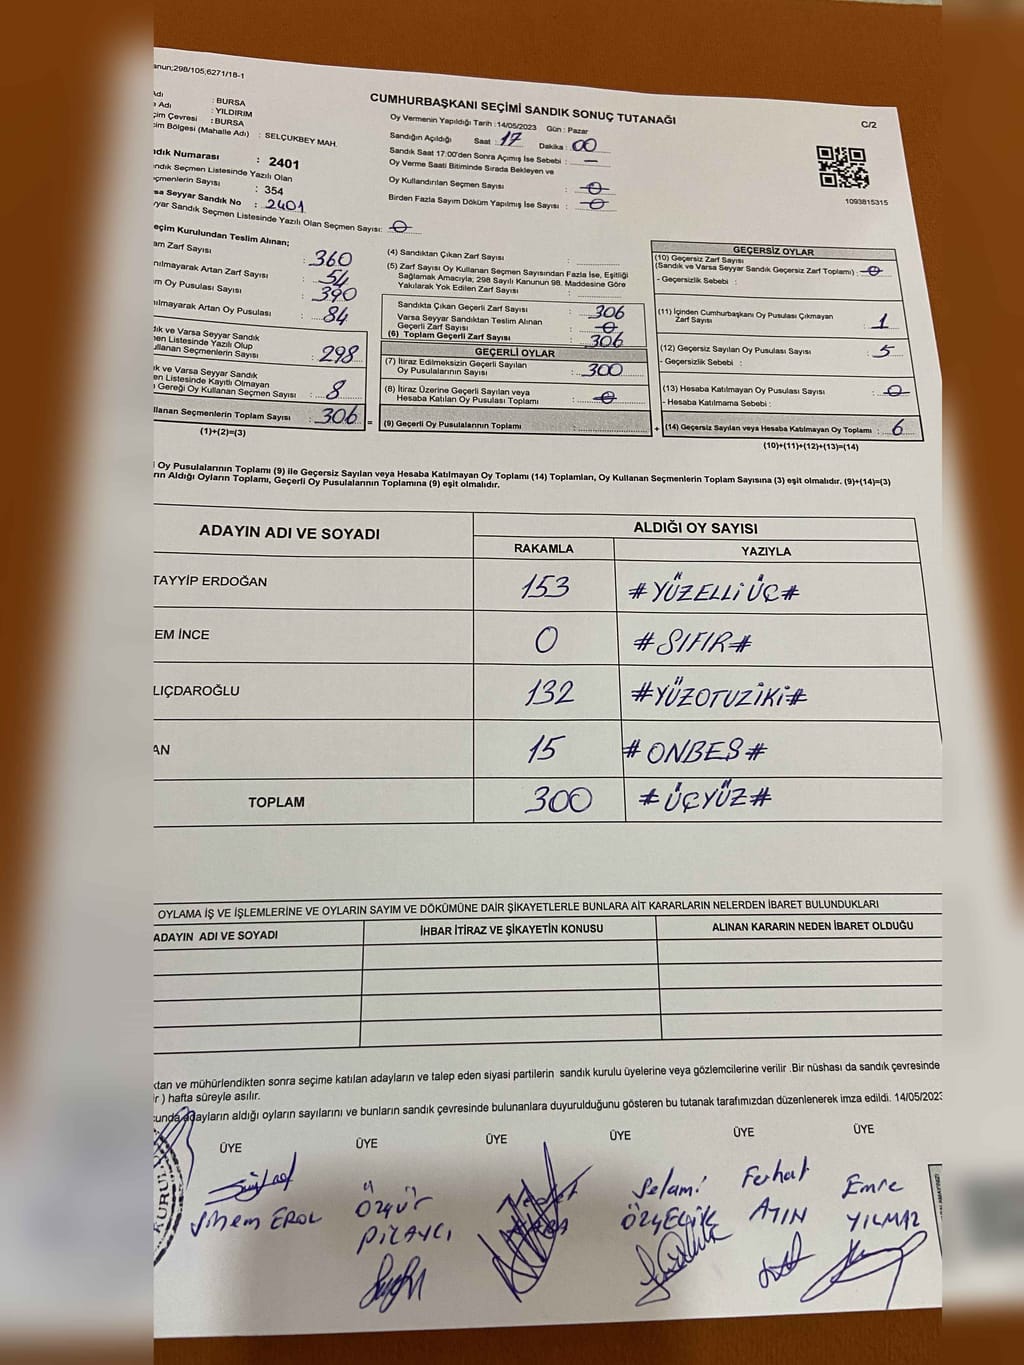 anun;298/105;6271/18-1
CUMHURBAŞKANI SEÇİMİ SANDIK SONUÇ TUTANAĞI
C/2
Adı : BURSA
Adı : YILDIRIM
çim Çevresi : BURSA
çim Bölgesi (Mahalle Adı) : SELÇUKBEY MAH.
ndık Numarası : 2401
ndık Seçmen Listesinde Yazılı Olan
çmenlerin Sayısı : 354
sa Seyyar Sandık No : 2401
yyar Sandık Seçmen Listesinde Yazılı Olan Seçmen Sayısı: 0
Oy Vermenin Yapıldığı Tarih :14/05/2023 Gün : Pazar
Sandığın Açıldığı Saat : 17 Dakika : 00
Sandık Saat 17:00'den Sonra Açımış İse Sebebi : —
Oy Verme Saati Bitiminde Sırada Bekleyen ve
Oy Kullandırılan Seçmen Sayısı : 0
Birden Fazla Sayım Döküm Yapılmış İse Sayısı : 0
1093815315
eçim Kurulundan Teslim Alınan;
am Zarf Sayısı : 360
nılmayarak Artan Zarf Sayısı : 54
m Oy Pusulası Sayısı : 390
ılmayarak Artan Oy Pusulası : 84
dık ve Varsa Seyyar Sandık
en Listesinde Yazılı Olup
ullanan Seçmenlerin Sayısı : 298
k ve Varsa Seyyar Sandık
en Listesinde Kayıtlı Olmayan
Gereği Oy Kullanan Seçmen Sayısı : 8
llanan Seçmenlerin Toplam Sayısı : 306 =
(1)+(2)=(3)
(4) Sandıktan Çıkan Zarf Sayısı :
(5) Zarf Sayısı Oy Kullanan Seçmen Sayısından Fazla İse, Eşitliği
Sağlamak Amacıyla; 298 Sayılı Kanunun 98. Maddesine Göre
Yakılarak Yok Edilen Zarf Sayısı :
Sandıkta Çıkan Geçerli Zarf Sayısı : 306
Varsa Seyyar Sandıktan Teslim Alınan
Geçerli Zarf Sayısı : 0
(6) Toplam Geçerli Zarf Sayısı : 306
GEÇERLİ OYLAR
(7) İtiraz Edilmeksizin Geçerli Sayılan
Oy Pusulalarının Sayısı : 300
(8) İtiraz Üzerine Geçerli Sayılan veya
Hesaba Katılan Oy Pusulası Toplamı : 0
(9) Geçerli Oy Pusulalarının Toplamı : +
GEÇERSİZ OYLAR
(10) Geçersiz Zarf Sayısı
(Sandık ve Varsa Seyyar Sandık Geçersiz Zarf Toplamı) : 0
- Geçersizlik Sebebi :
(11) İçinden Cumhurbaşkanı Oy Pusulası Çıkmayan
Zarf Sayısı : 1
(12) Geçersiz Sayılan Oy Pusulası Sayısı : 5
- Geçersizlik Sebebi :
(13) Hesaba Katılmayan Oy Pusulası Sayısı : 0
- Hesaba Katılmama Sebebi :
(14) Geçersiz Sayılan veya Hesaba Katılmayan Oy Toplamı : 6
(10)+(11)+(12)+(13)=(14)
Oy Pusulalarının Toplamı (9) ile Geçersiz Sayılan veya Hesaba Katılmayan Oy Toplamı (14) Toplamları, Oy Kullanan Seçmenlerin Toplam Sayısına (3) eşit olmalıdır. (9)+(14)=(3)
rın Aldığı Oyların Toplamı, Geçerli Oy Pusulalarının Toplamına (9) eşit olmalıdır.
ADAYIN ADI VE SOYADI
ALDIĞI OY SAYISI
RAKAMLA YAZIYLA
TAYYİP ERDOĞAN 153 #YÜZELLİÜÇ#
EM İNCE 0 #SIFIR#
LIÇDAROĞLU 132 #YÜZOTUZİKİ#
AN 15 #ONBEŞ#
TOPLAM 300 #ÜÇYÜZ#
OYLAMA İŞ VE İŞLEMLERİNE VE OYLARIN SAYIM VE DÖKÜMÜNE DAİR ŞİKAYETLERLE BUNLARA AİT KARARLARIN NELERDEN İBARET BULUNDUKLARI
ADAYIN ADI VE SOYADI İHBAR İTİRAZ VE ŞİKAYETİN KONUSU ALINAN KARARIN NEDEN İBARET OLDUĞU
ktan ve mühürlendikten sonra seçime katılan adayların ve talep eden siyasi partilerin sandık kurulu üyelerine veya gözlemcilerine verilir .Bir nüshası da sandık çevresinde
ir ) hafta süreyle asılır.
cunda adayların aldığı oyların sayılarını ve bunların sandık çevresinde bulunanlara duyurulduğunu gösteren bu tutanak tarafımızdan düzenlenerek imza edildi. 14/05/2023
ÜYE ÜYE ÜYE ÜYE ÜYE ÜYE
EROL
Özgür
Selami ÖZÇELİK
Ferhat
Emre YILMAZ
KURUL